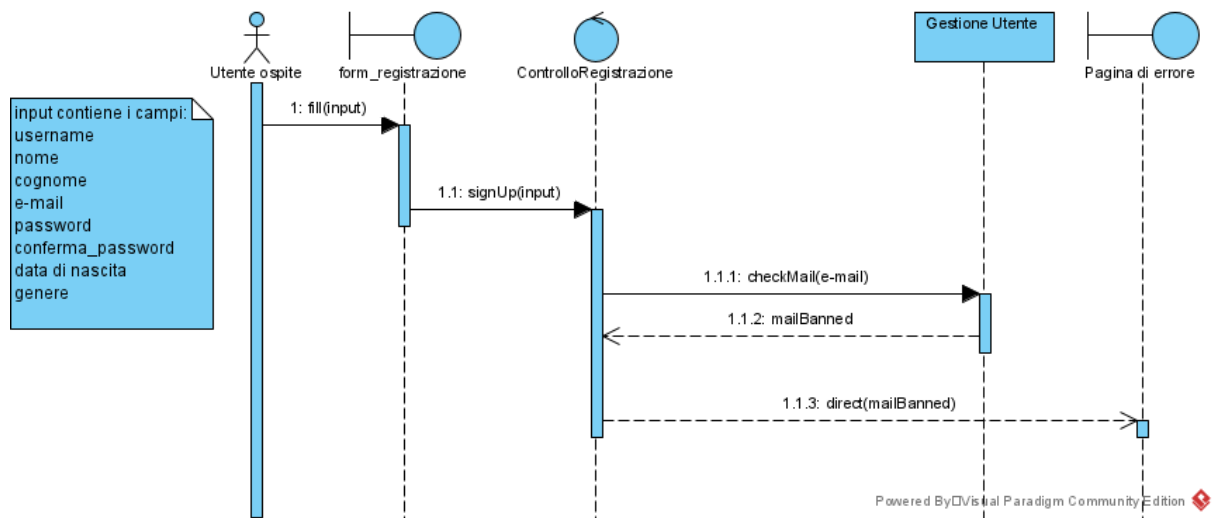 Utente ospite
form_registrazione
ControlloRegistrazione
Gestione Utente
Pagina di errore
input contiene i campi:
username
nome
cognome
e-mail
password
conferma_password
data di nascita
genere
1: fill(input)
1.1: signUp(input)
1.1.1: checkMail(e-mail)
1.1.2: mailBanned
1.1.3: direct(mailBanned)
Powered By□Visual Paradigm Community Edition